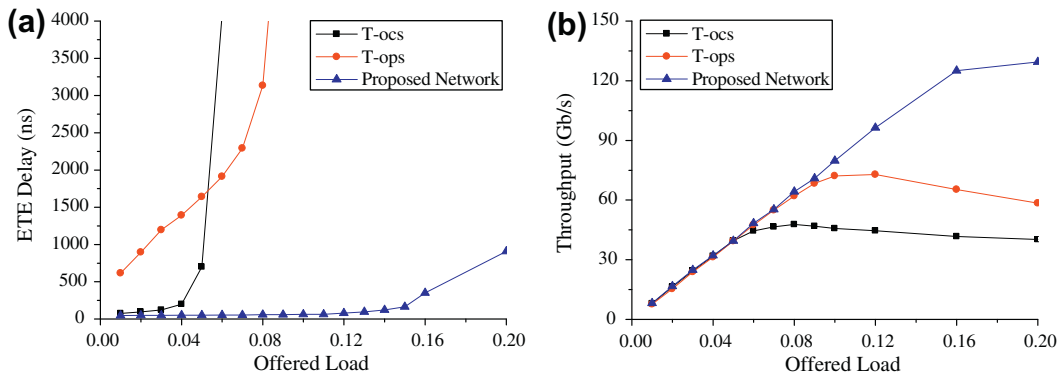 (a)
4000
3500
3000
2500
2000
1500
1000
500
0
ETE Delay (ns)
0.00 0.04 0.08 0.12 0.16 0.20
Offered Load
T-ocs
T-ops
Proposed Network
(b)
150
120
90
60
30
0
Throughput (Gb/s)
0.00 0.04 0.08 0.12 0.16 0.20
Offered Load
T-ocs
T-ops
Proposed Network